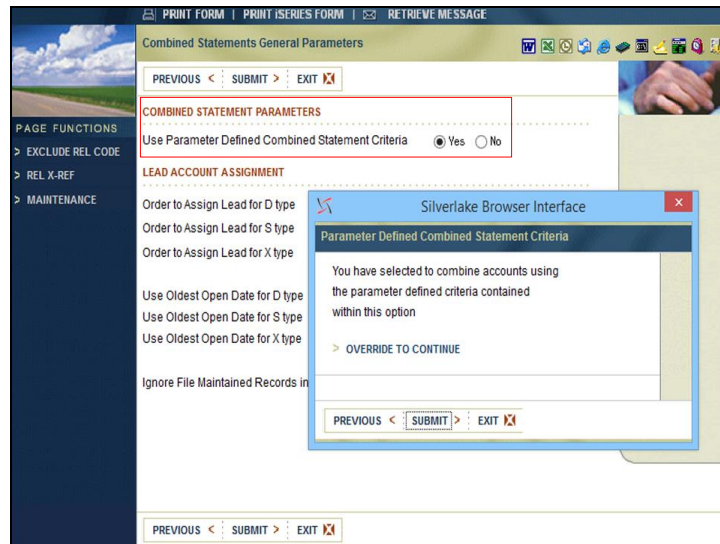 PRINT FORM | PRINT iSERIES FORM | RETRIEVE MESSAGE
Combined Statements General Parameters
PREVIOUS < SUBMIT > EXIT
COMBINED STATEMENT PARAMETERS
Use Parameter Defined Combined Statement Criteria Yes No
PAGE FUNCTIONS
> EXCLUDE REL CODE
> REL X-REF
> MAINTENANCE
LEAD ACCOUNT ASSIGNMENT
Order to Assign Lead for D type
Order to Assign Lead for S type
Order to Assign Lead for X type
Use Oldest Open Date for D type
Use Oldest Open Date for S type
Use Oldest Open Date for X type
Ignore File Maintained Records in
Silverlake Browser Interface x
Parameter Defined Combined Statement Criteria
You have selected to combine accounts using
the parameter defined criteria contained
within this option
> OVERRIDE TO CONTINUE
PREVIOUS < SUBMIT > EXIT
PREVIOUS < SUBMIT > EXIT